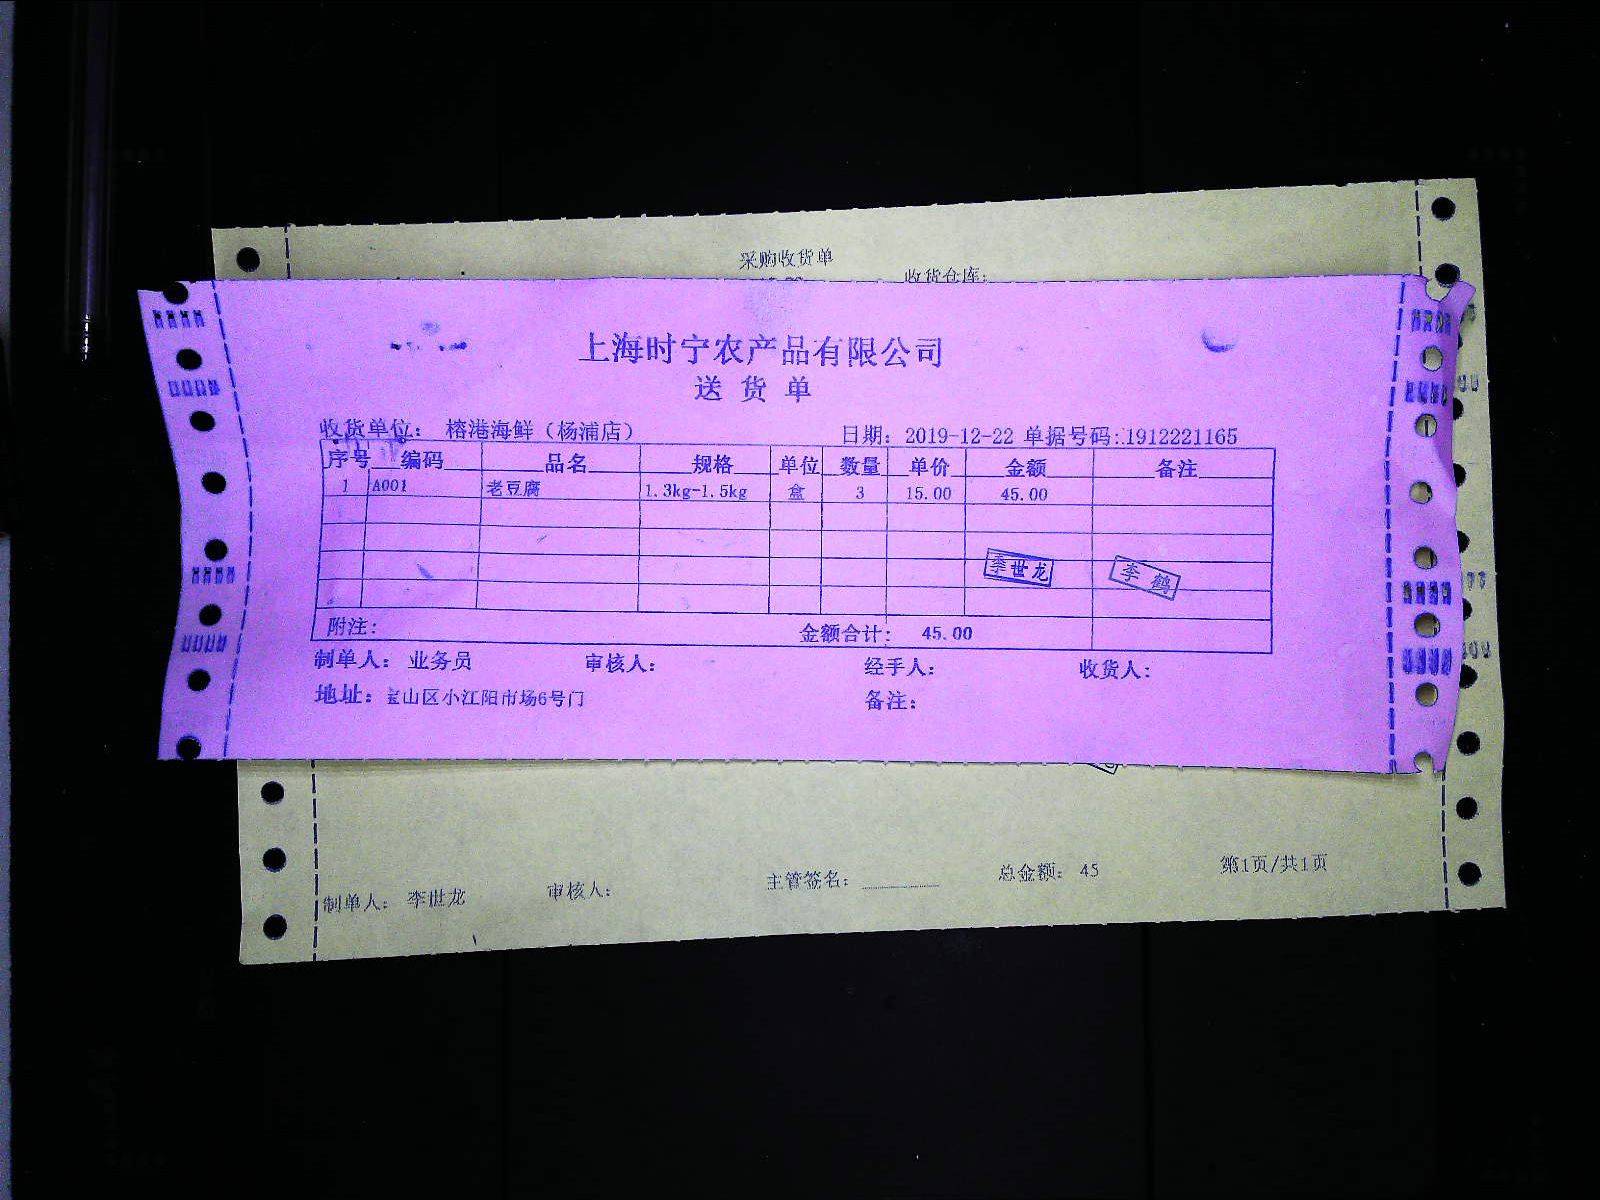 采购收货单
收货仓库:
上海时宁农产品有限公司
送 货 单
收货单位: 榕港海鲜（杨浦店） 日期: 2019-12-22 单据号码:1912221165
序号 编码 品名 规格 单位 数量 单价 金额 备注
1 A001 老豆腐 1.3kg-1.5kg 盒 3 15.00 45.00
李世龙 李鹤
附注: 金额合计: 45.00
制单人: 业务员 审核人: 经手人: 收货人:
地址: 宝山区小江阳市场6号门 备注:
制单人: 李世龙 审核人: 主管签名: 总金额: 45 第1页/共1页